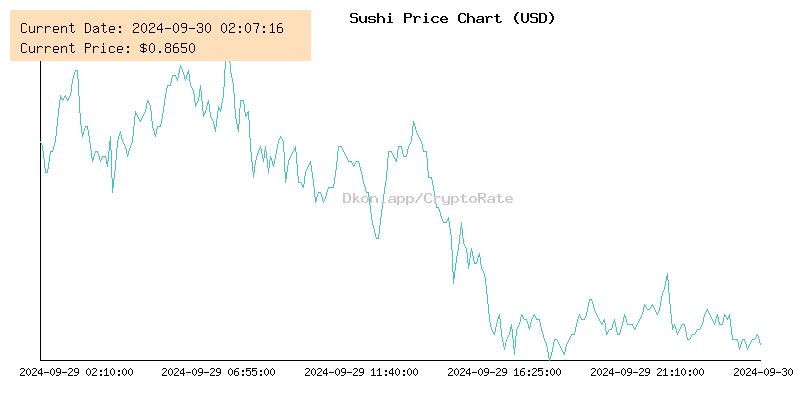 Sushi Price Chart (USD)
Current Date: 2024-09-30 02:07:16
Current Price: $0.8650
Dkon.app/CryptoRate
2024-09-29 02:10:00 2024-09-29 06:55:00 2024-09-29 11:40:00 2024-09-29 16:25:00 2024-09-29 21:10:00 2024-09-30